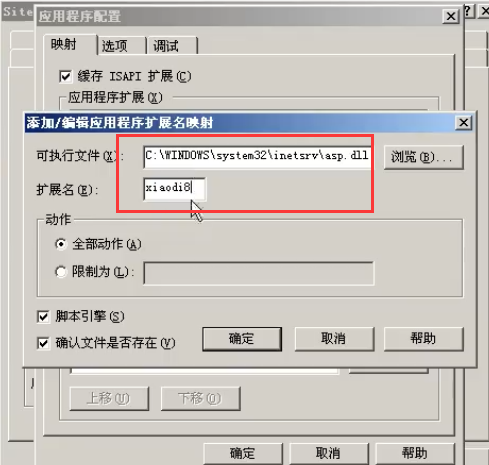 Site
应用程序配置
映射 选项 调试
缓存 ISAPI 扩展(C)
应用程序扩展(X)
添加/编辑应用程序扩展名映射
可执行文件(X): C:\WINDOWS\system32\inetsrv\asp.dll 浏览(B)...
扩展名(E): xiaodi8
动作
全部动作(A)
限制为(L):
脚本引擎(S)
确认文件是否存在(V)
确定 取消 帮助
上移(U) 下移(O)
确定 取消 帮助